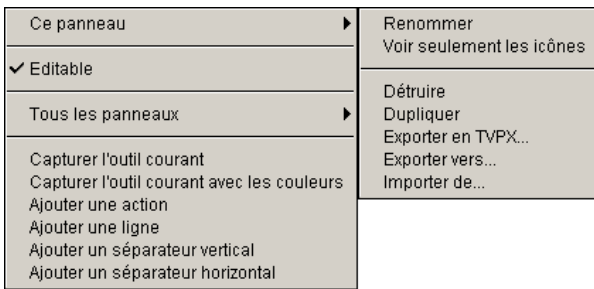 Ce panneau
Editable
Tous les panneaux
Capturer l'outil courant
Capturer l'outil courant avec les couleurs
Ajouter une action
Ajouter une ligne
Ajouter un séparateur vertical
Ajouter un séparateur horizontal
Renommer
Voir seulement les icônes
Détruire
Dupliquer
Exporter en TVPX...
Exporter vers...
Importer de...